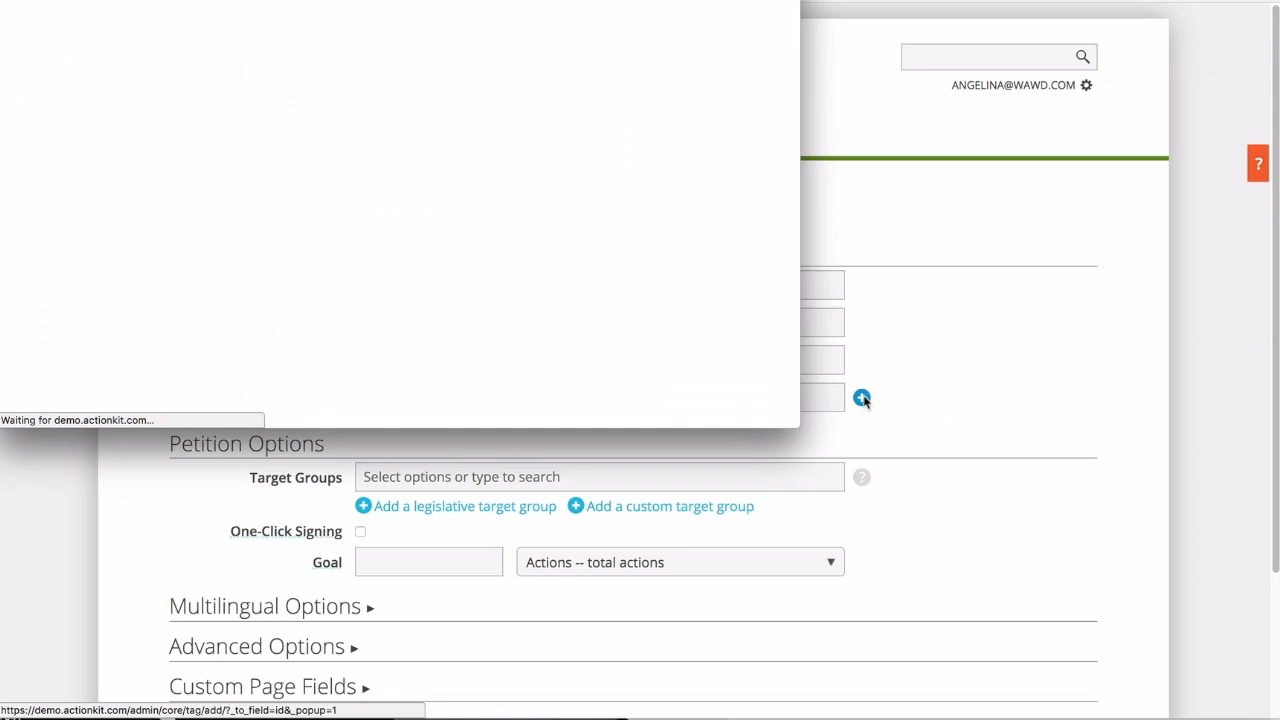 ANGELINA@WAWD.COM
?
Waiting for demo.actionkit.com...
Petition Options
Target Groups Select options or type to search ?
Add a legislative target group Add a custom target group
One-Click Signing
Goal Actions -- total actions ▼
Multilingual Options ▸
Advanced Options ▸
Custom Page Fields ▸
https://demo.actionkit.com/admin/core/tag/add/?_to_field=id&_popup=1